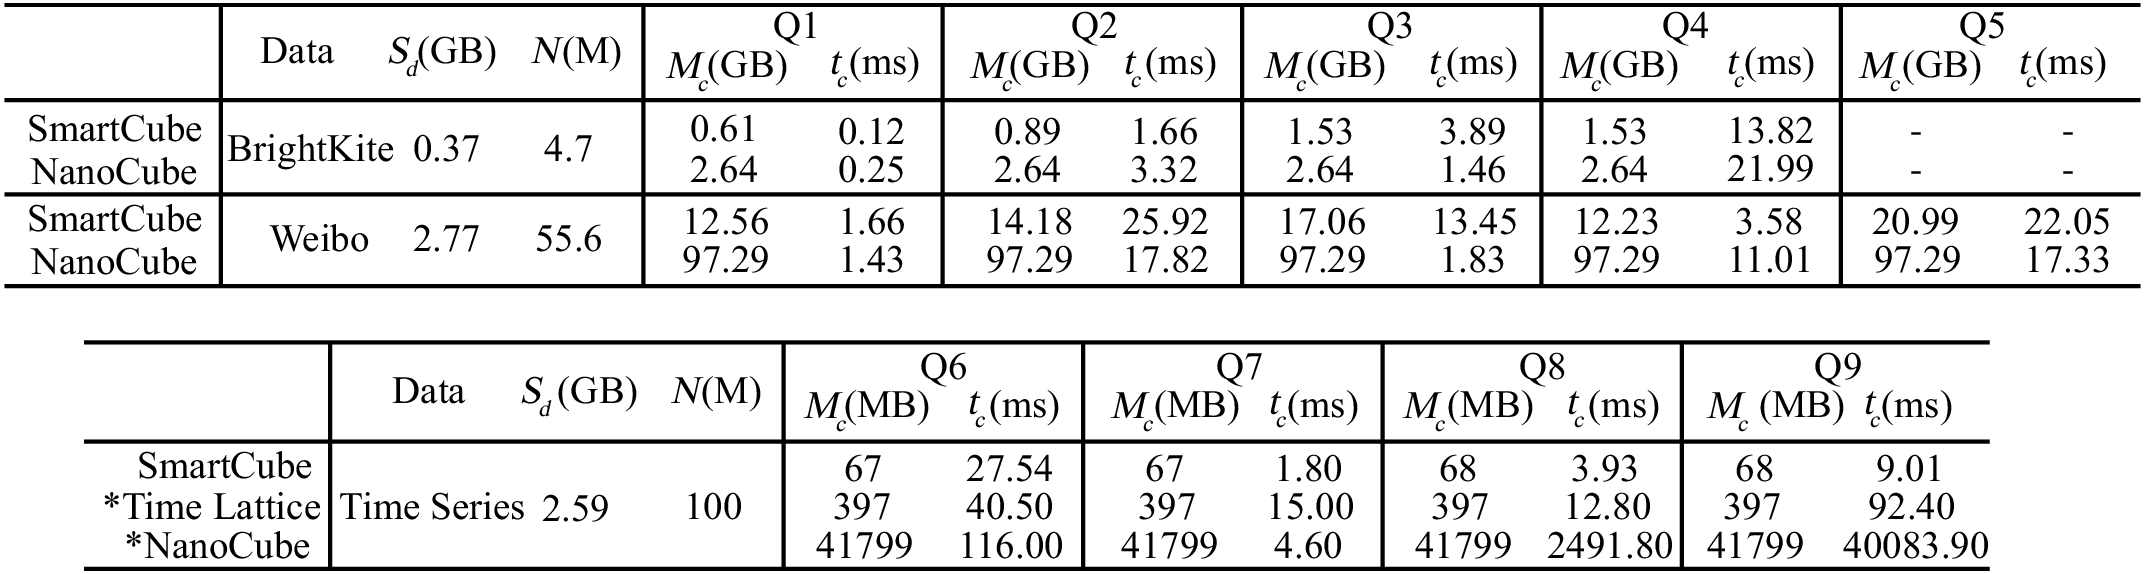 Q1 Q2 Q3 Q4 Q5
Data S_d(GB) N(M) M_c(GB) t_c(ms) M_c(GB) t_c(ms) M_c(GB) t_c(ms) M_c(GB) t_c(ms) M_c(GB) t_c(ms)
SmartCube 0.61 0.12 0.89 1.66 1.53 3.89 1.53 13.82 - -
BrightKite 0.37 4.7
NanoCube 2.64 0.25 2.64 3.32 2.64 1.46 2.64 21.99 - -
SmartCube 12.56 1.66 14.18 25.92 17.06 13.45 12.23 3.58 20.99 22.05
Weibo 2.77 55.6
NanoCube 97.29 1.43 97.29 17.82 97.29 1.83 97.29 11.01 97.29 17.33
Q6 Q7 Q8 Q9
Data S_d (GB) N(M) M_c(MB) t_c(ms) M_c(MB) t_c(ms) M_c(MB) t_c(ms) M_c (MB) t_c(ms)
SmartCube 67 27.54 67 1.80 68 3.93 68 9.01
*Time Lattice Time Series 2.59 100 397 40.50 397 15.00 397 12.80 397 92.40
*NanoCube 41799 116.00 41799 4.60 41799 2491.80 41799 40083.90